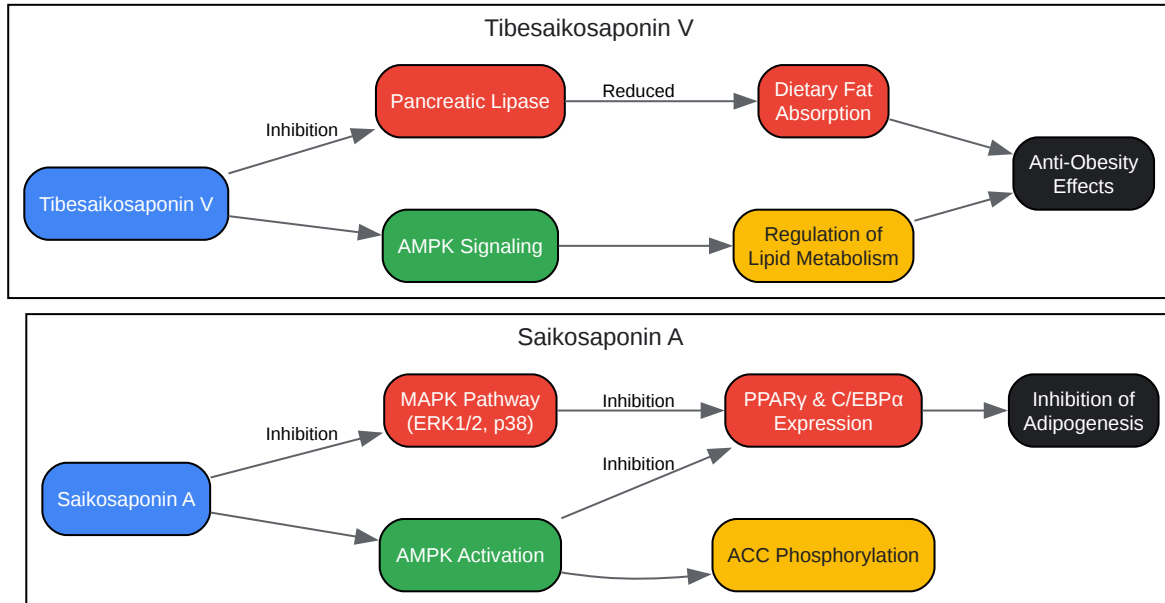 Tibesaikosaponin V
Pancreatic Lipase
Reduced
Dietary Fat
Absorption
Inhibition
Tibesaikosaponin V
Anti-Obesity
Effects
AMPK Signaling
Regulation of
Lipid Metabolism
Saikosaponin A
MAPK Pathway
(ERK1/2, p38)
Inhibition
PPARγ & C/EBPα
Expression
Inhibition of
Adipogenesis
Inhibition
Inhibition
Saikosaponin A
AMPK Activation
ACC Phosphorylation